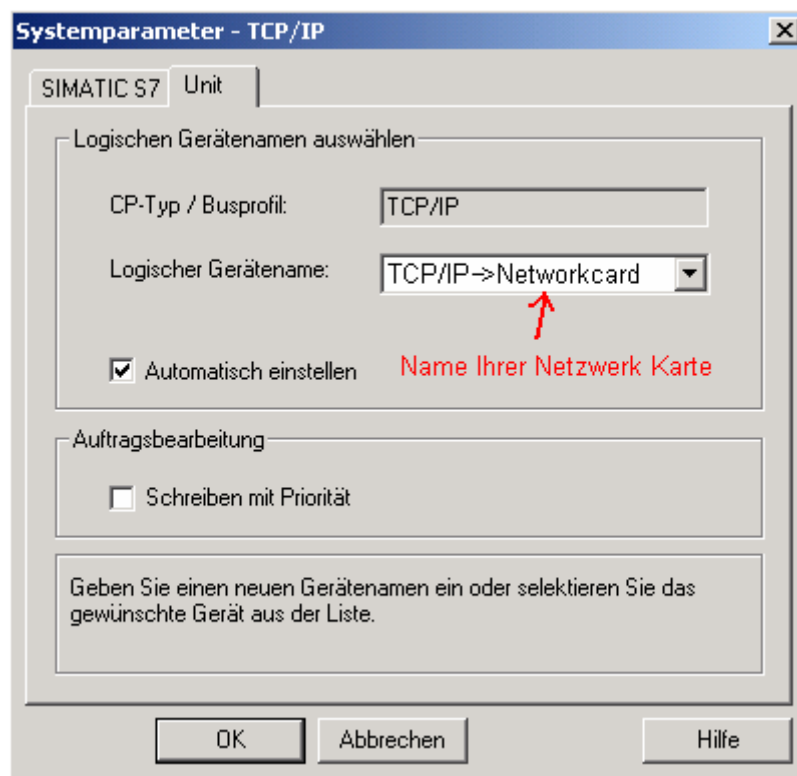 Systemparameter - TCP/IP
SIMATIC S7
Unit
Logischen Gerätenamen auswählen
CP-Typ / Busprofil:
TCP/IP
Logischer Gerätename:
TCP/IP->Networkcard
Automatisch einstellen
Name Ihrer Netzwerk Karte
Auftragsbearbeitung
Schreiben mit Priorität
Geben Sie einen neuen Gerätenamen ein oder selektieren Sie das
gewünschte Gerät aus der Liste.
OK
Abbrechen
Hilfe